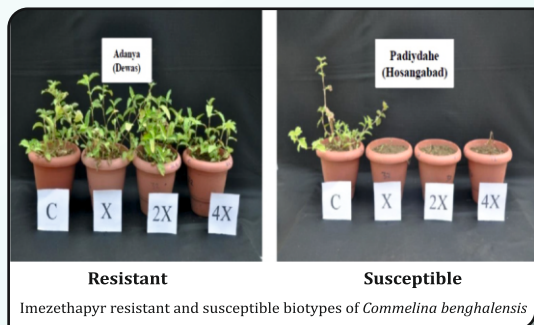 Adanya
(Dewas)
C
X
2X
4X
Padiydahe
(Hosangabad)
C
X
2X
4X
Resistant
Susceptible
Imezethapyr resistant and susceptible biotypes of Commelina benghalensis